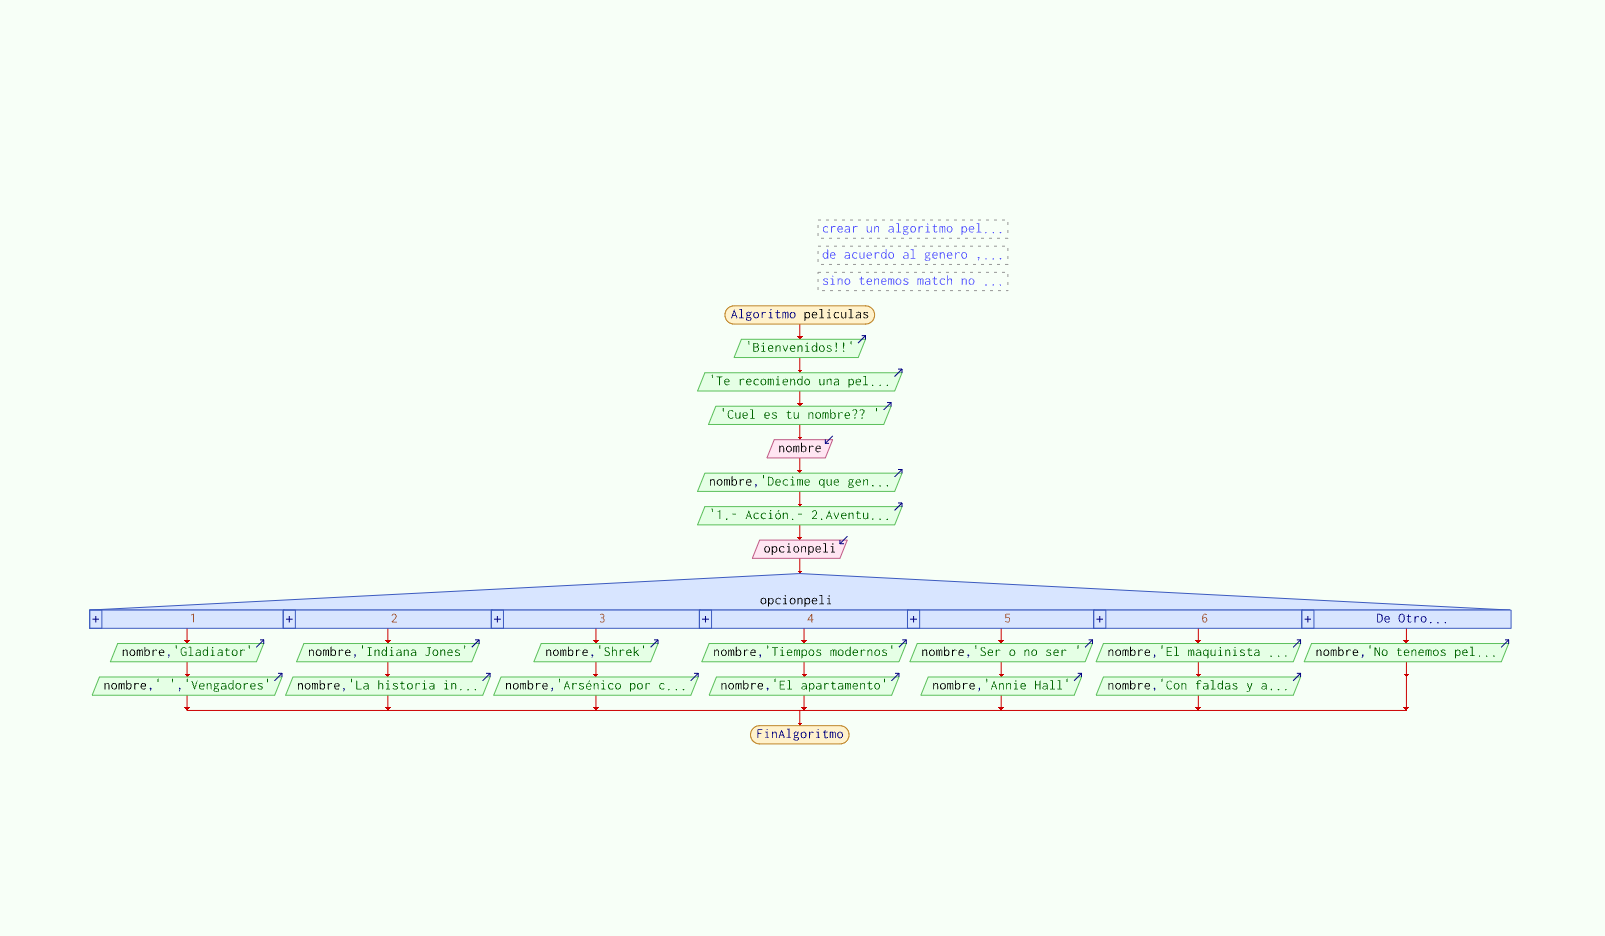 crear un algoritmo pel...
de acuerdo al genero ,...
sino tenemos match no ...
Algoritmo peliculas
'Bienvenidos!!'
'Te recomiendo una pel...
'Cuel es tu nombre?? '
nombre
nombre,'Decime que gen...
'1.- Acción.- 2.Aventu...
opcionpeli
opcionpeli
+ 1 + 2 + 3 + 4 + 5 + 6 + De Otro...
nombre,'Gladiator' nombre,'Indiana Jones' nombre,'Shrek' nombre,'Tiempos modernos' nombre,'Ser o no ser ' nombre,'El maquinista ... nombre,'No tenemos pel...
nombre,' ','Vengadores' nombre,'La historia in... nombre,'Arsénico por c... nombre,'El apartamento' nombre,'Annie Hall' nombre,'Con faldas y a...
FinAlgoritmo